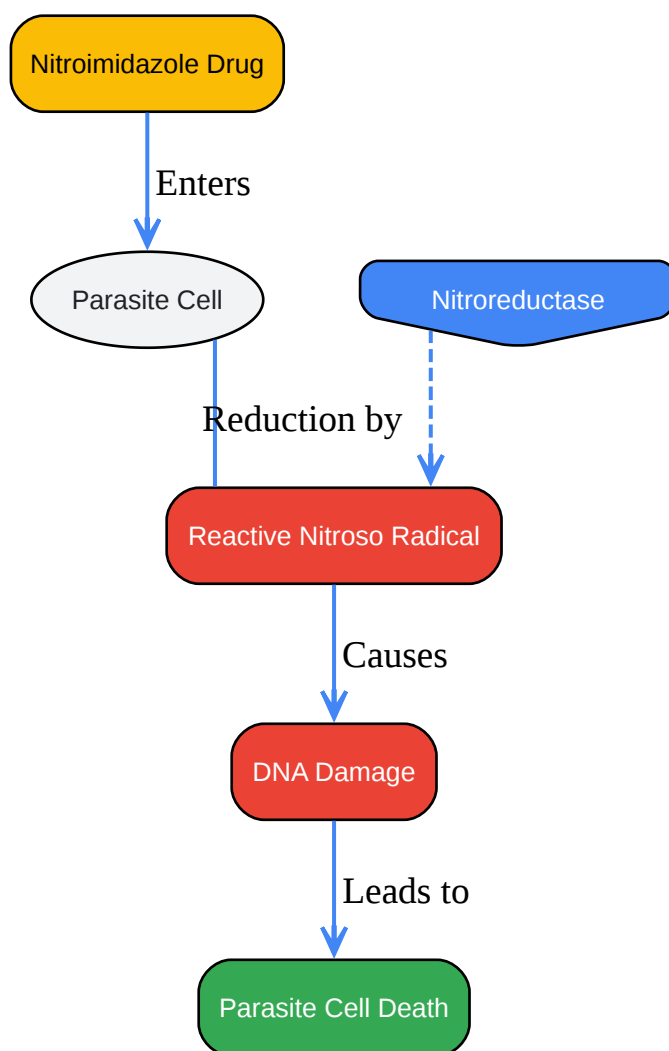 Nitroimidazole Drug
Enters
Parasite Cell
Nitroreductase
Reduction by
Reactive Nitroso Radical
Causes
DNA Damage
Leads to
Parasite Cell Death